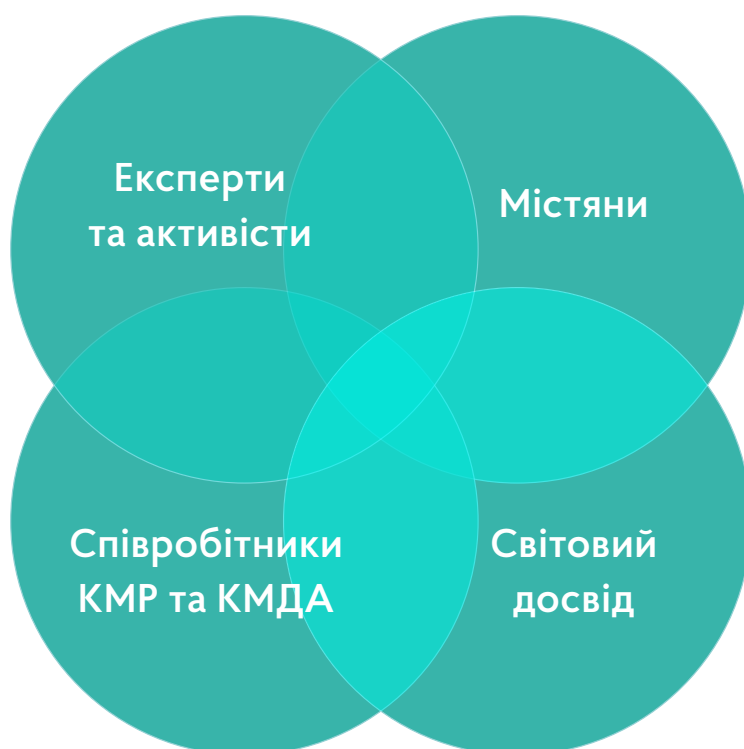 Експерти
та активісти
Містяни
Співробітники
КМР та КМДА
Світовий
досвід